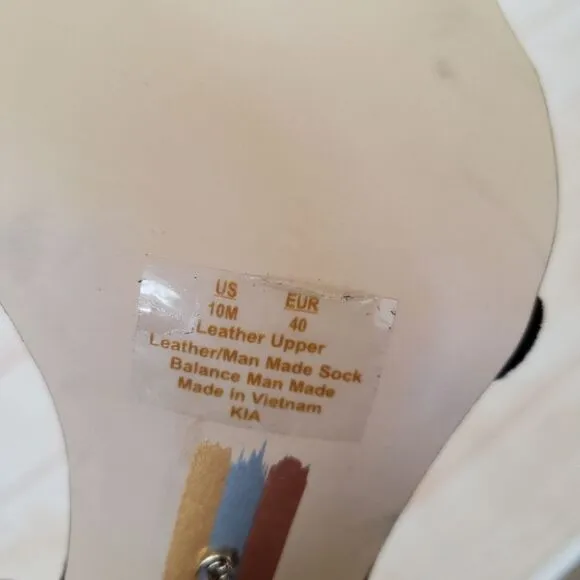 US EUR
10M 40
Leather Upper
Leather/Man Made Sock
Balance Man Made
Made in Vietnam
KIA